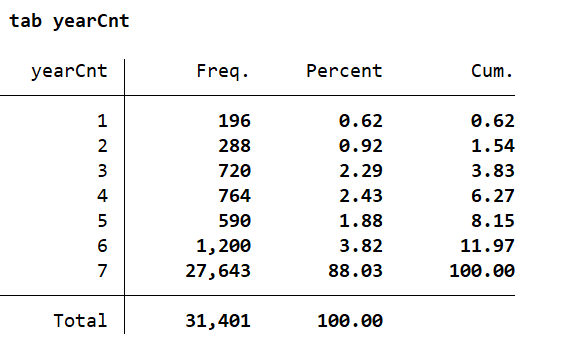 tab yearCnt
yearCnt Freq. Percent Cum.
1 196 0.62 0.62
2 288 0.92 1.54
3 720 2.29 3.83
4 764 2.43 6.27
5 590 1.88 8.15
6 1,200 3.82 11.97
7 27,643 88.03 100.00
Total 31,401 100.00